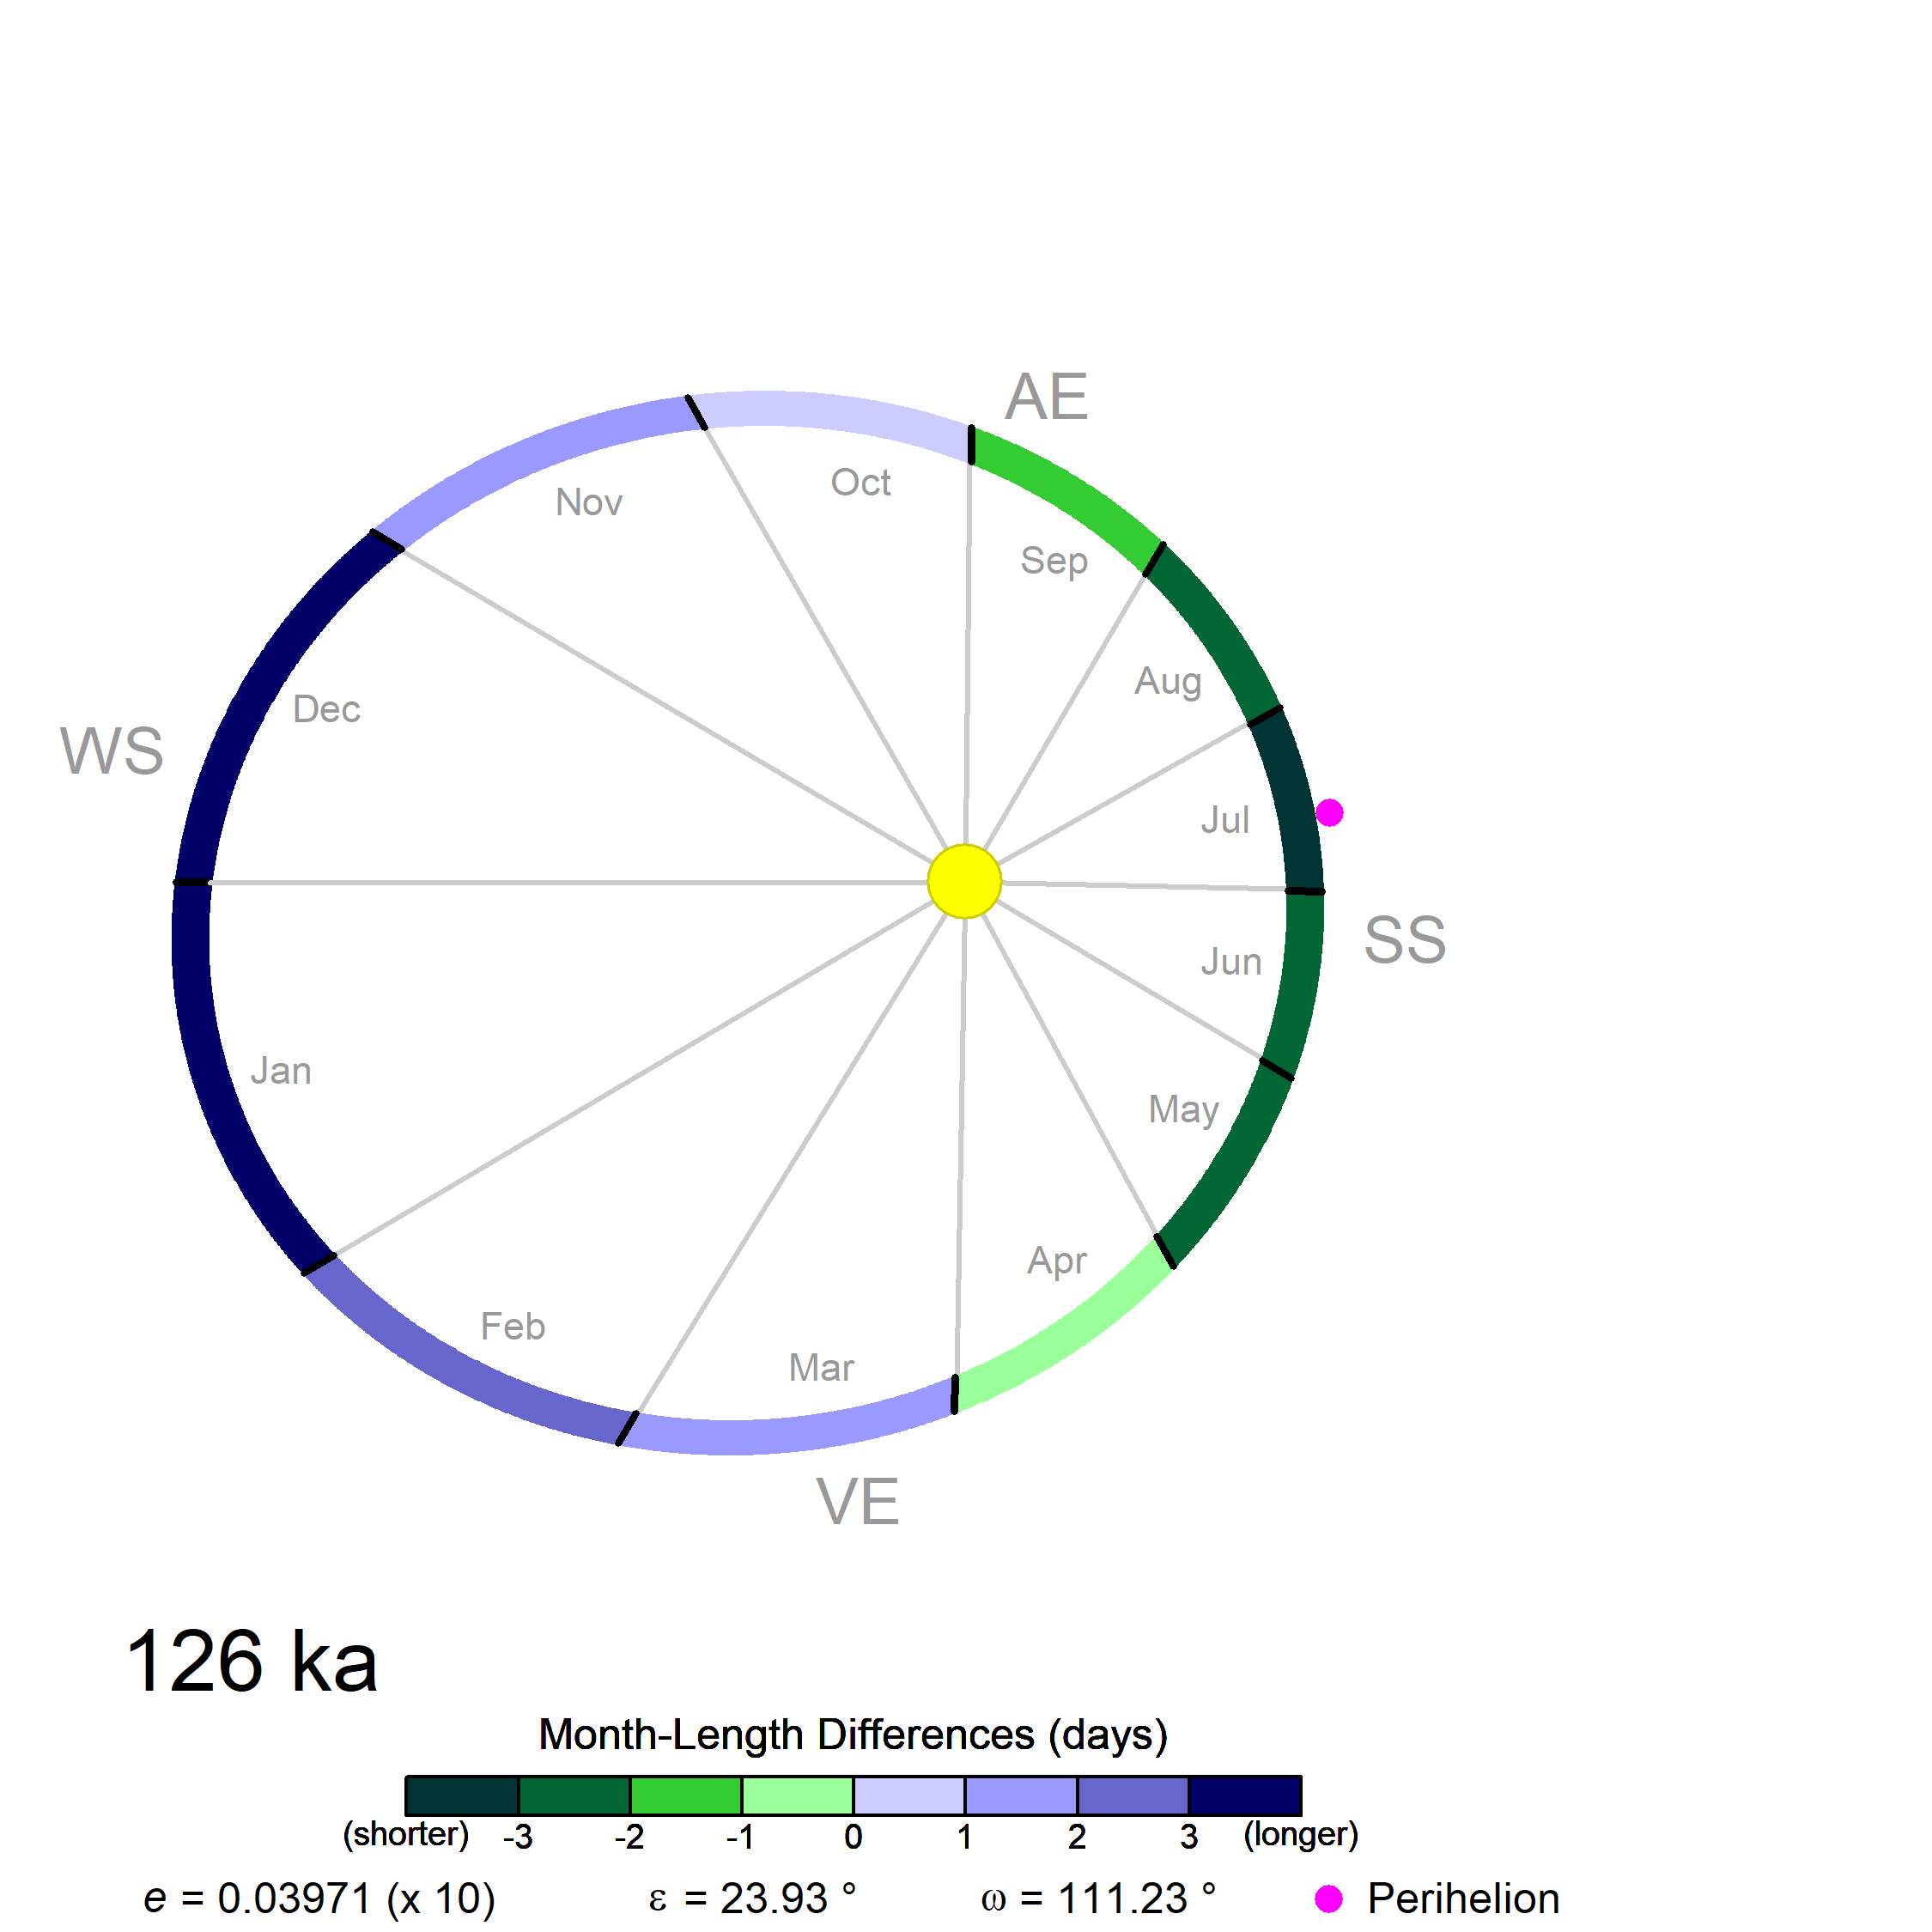 AE
Oct
Nov
Sep
Aug
Dec
WS
Jul
SS
Jun
Jan
May
Apr
Feb
Mar
VE
126 ka
Month-Length Differences (days)
(shorter) -3 -2 -1 0 1 2 3 (longer)
e = 0.03971 (x 10) ε = 23.93 ° ω = 111.23 ° Perihelion